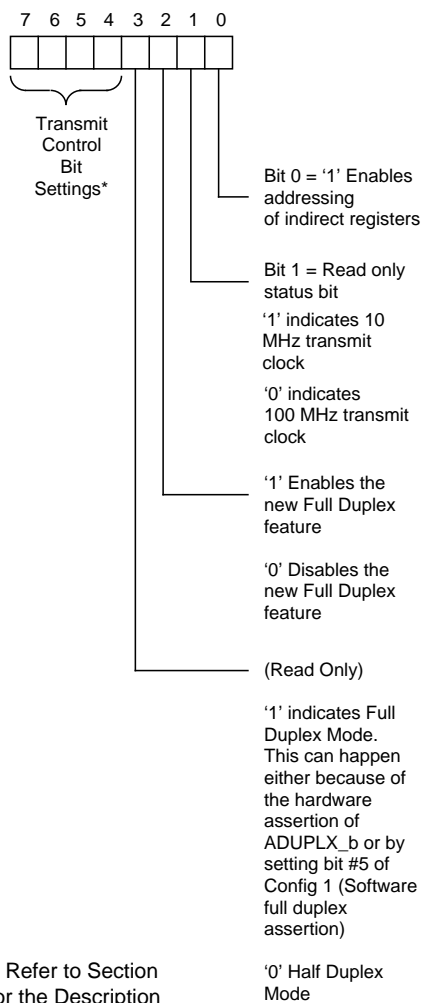 7 6 5 4 3 2 1 0
Transmit
Control
Bit
Settings*
Bit 0 = ‘1’ Enables
addressing
of indirect registers
Bit 1 = Read only
status bit
‘1’ indicates 10
MHz transmit
clock
‘0’ indicates
100 MHz transmit
clock
‘1’ Enables the
new Full Duplex
feature
‘0’ Disables the
new Full Duplex
feature
(Read Only)
‘1’ indicates Full
Duplex Mode.
This can happen
either because of
the hardware
assertion of
ADUPLX_b or by
setting bit #5 of
Config 1 (Software
full duplex
assertion)
‘0’ Half Duplex
Mode
Refer to Section
or the Description